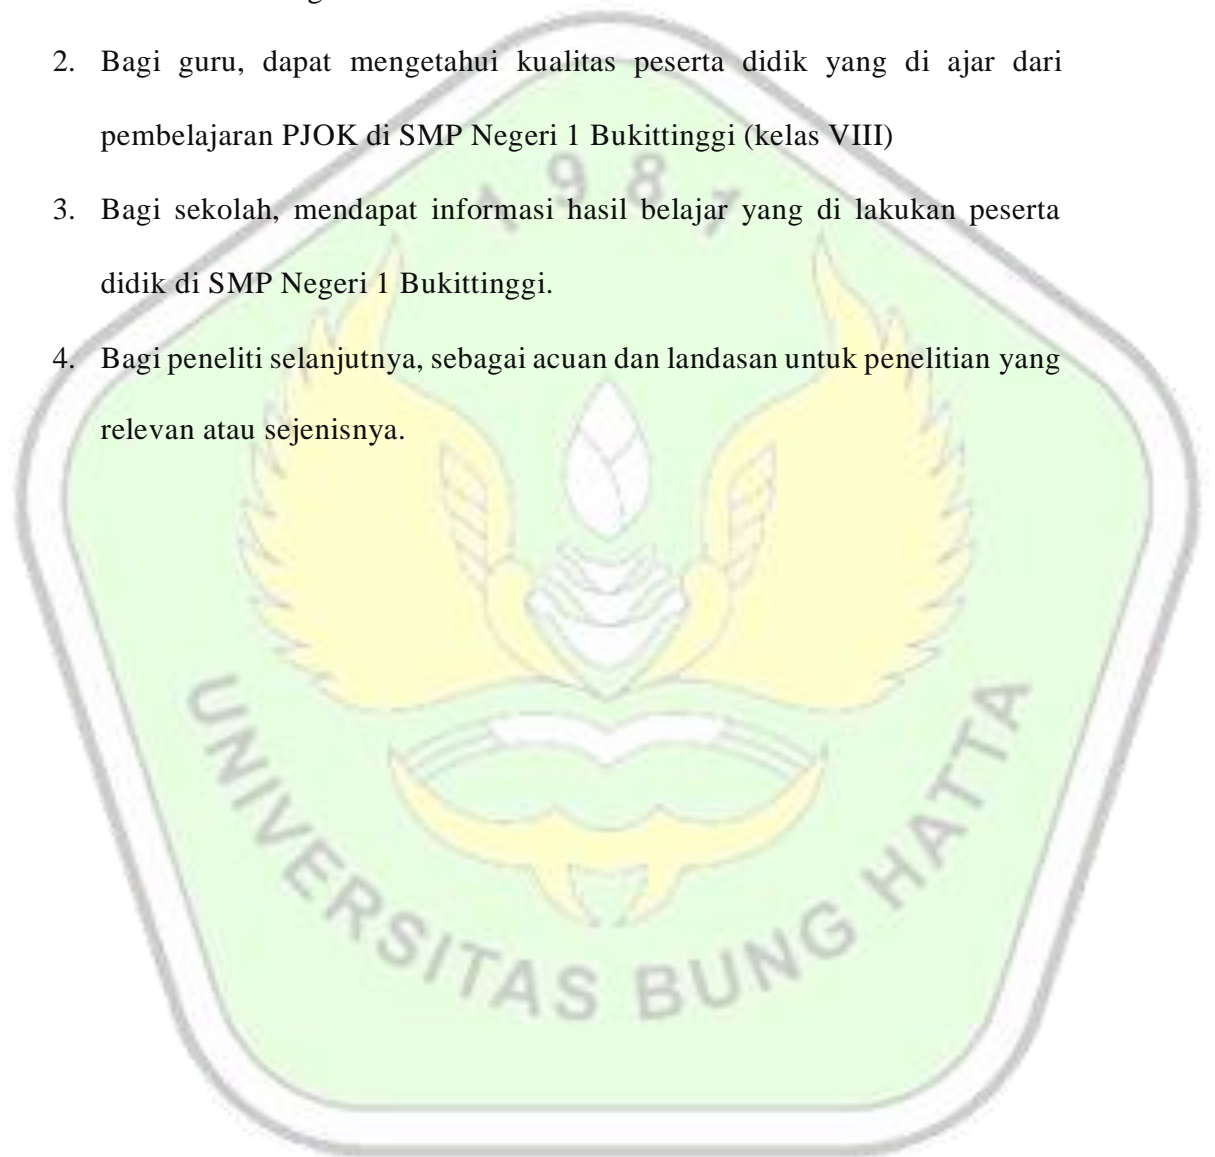 2. Bagi guru, dapat mengetahui kualitas peserta didik yang di ajar dari
pembelajaran PJOK di SMP Negeri 1 Bukittinggi (kelas VIII)
1981
3. Bagi sekolah, mendapat informasi hasil belajar yang di lakukan peserta
didik di SMP Negeri 1 Bukittinggi.
4. Bagi peneliti selanjutnya, sebagai acuan dan landasan untuk penelitian yang
relevan atau sejenisnya.
UNIVERSITAS BUNG HATTA